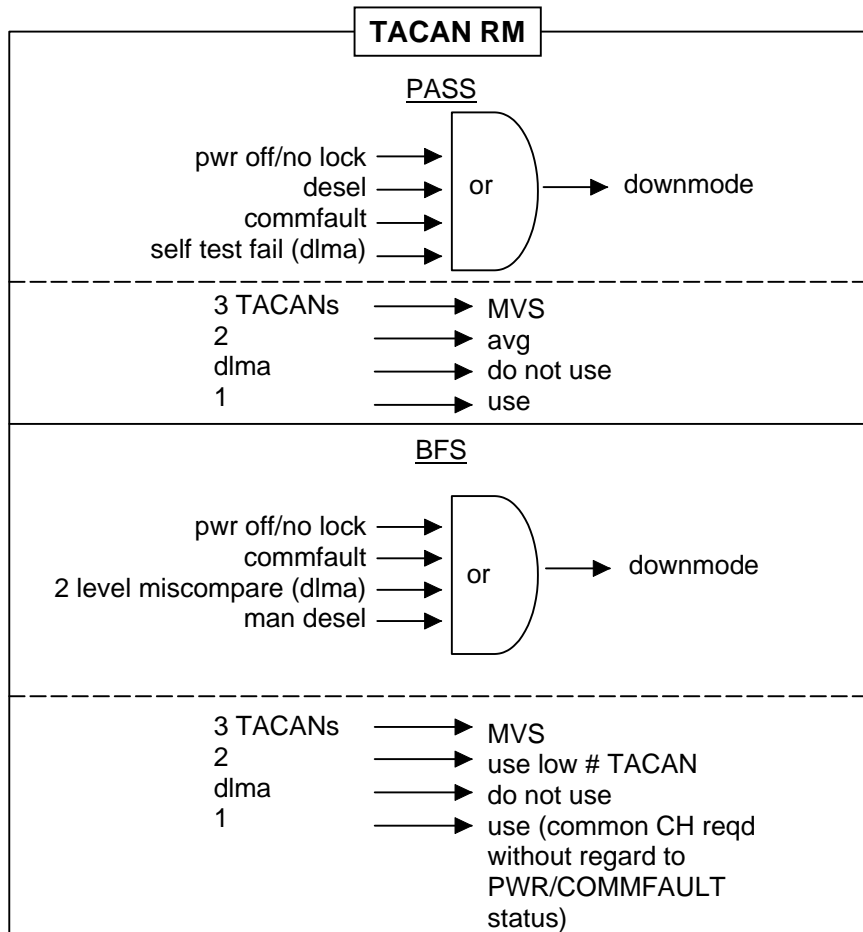 TACAN RM
PASS
pwr off/no lock
desel
commfault
self test fail (dlma)
or
downmode
3 TACANs
MVS
2
avg
dlma
do not use
1
use
BFS
pwr off/no lock
commfault
2 level miscompare (dlma)
man desel
or
downmode
3 TACANs
MVS
2
use low # TACAN
dlma
do not use
1
use (common CH reqd
without regard to
PWR/COMMFAULT
status)